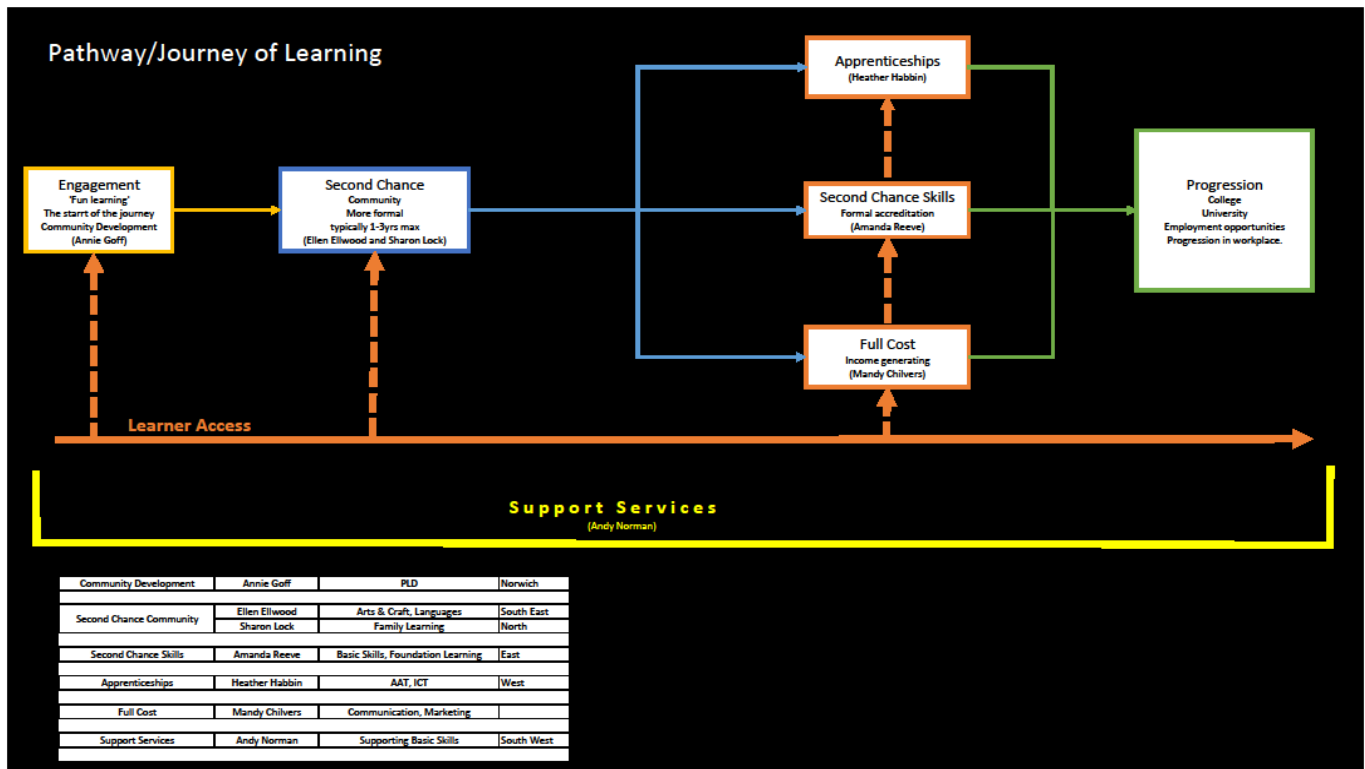 Pathway/Journey of Learning
Engagement
'Fun learning'
The starrt of the journey
Community Development
(Annie Goff)
Second Chance
Community
More formal
typically 1-3yrs max
(Ellen Ellwood and Sharon Lock)
Apprenticeships
(Heather Habbin)
Second Chance Skills
Formal accreditation
(Amanda Reeve)
Full Cost
Income generating
(Mandy Chilvers)
Progression
College
University
Employment opportunities
Progression in workplace.
Learner Access
Support Services
(Andy Norman)
Community Development Annie Goff PLD Norwich
Second Chance Community Ellen Ellwood Arts & Craft, Languages South East
Sharon Lock Family Learning North
Second Chance Skills Amanda Reeve Basic Skills, Foundation Learning East
Apprenticeships Heather Habbin AAT, ICT West
Full Cost Mandy Chilvers Communication, Marketing
Support Services Andy Norman Supporting Basic Skills South West